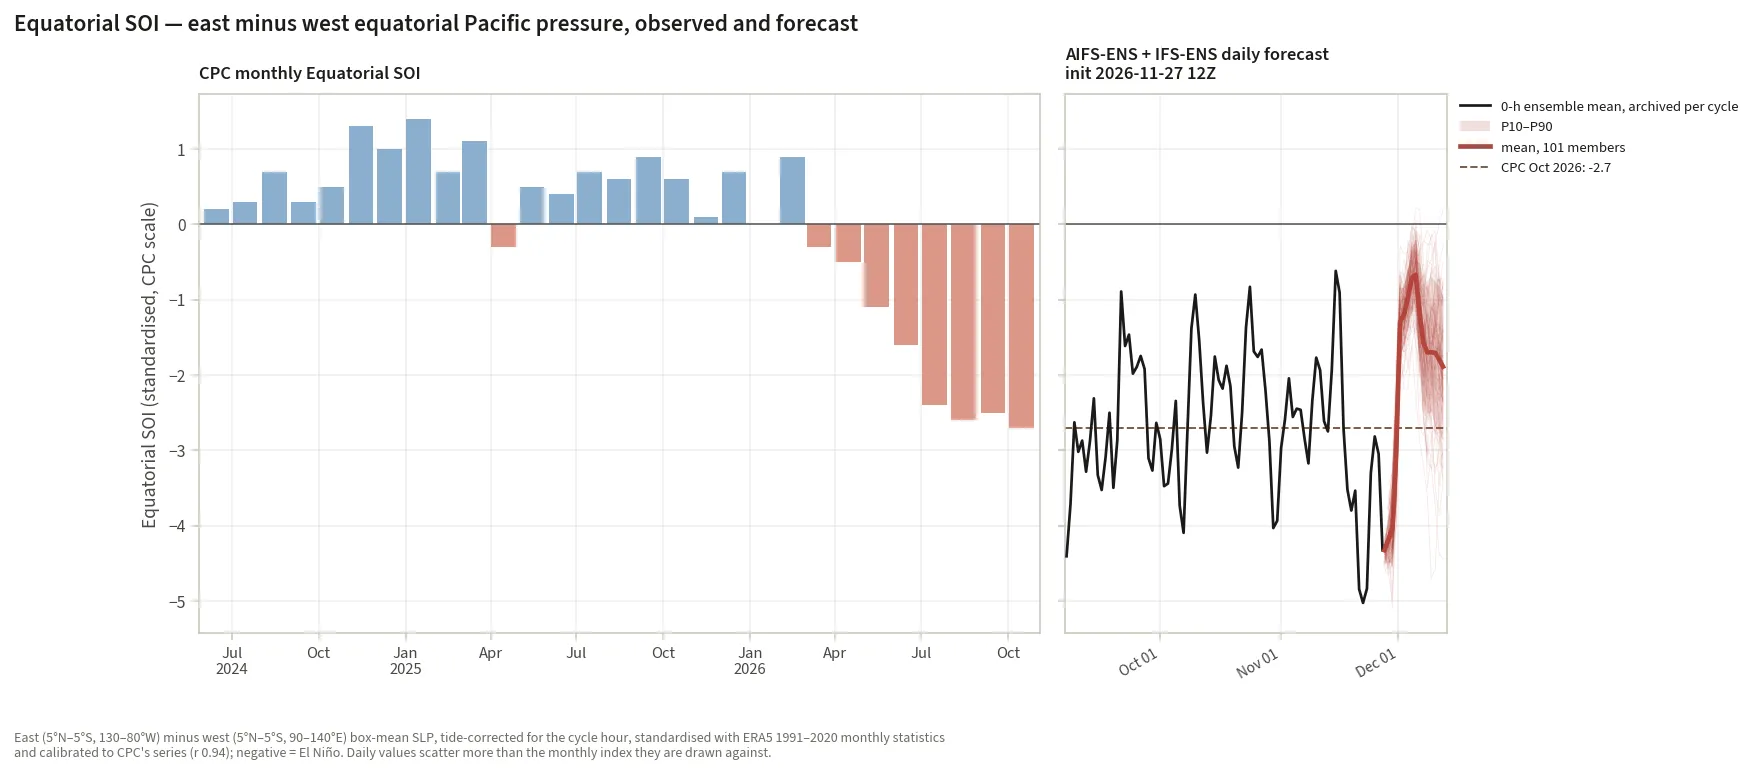 Equatorial SOI — east minus west equatorial Pacific pressure, observed and forecast
CPC monthly Equatorial SOI
AIFS-ENS + IFS-ENS daily forecast
init 2026-11-27 12Z
0-h ensemble mean, archived per cycle
P10–P90
mean, 101 members
CPC Oct 2026: -2.7
Equatorial SOI (standardised, CPC scale)
1
0
−1
−2
−3
−4
−5
Jul
2024
Oct
Jan
2025
Apr
Jul
Oct
Jan
2026
Apr
Jul
Oct
Oct 01
Nov 01
Dec 01
East (5°N–5°S, 130–80°W) minus west (5°N–5°S, 90–140°E) box-mean SLP, tide-corrected for the cycle hour, standardised with ERA5 1991–2020 monthly statistics
and calibrated to CPC's series (r 0.94); negative = El Niño. Daily values scatter more than the monthly index they are drawn against.